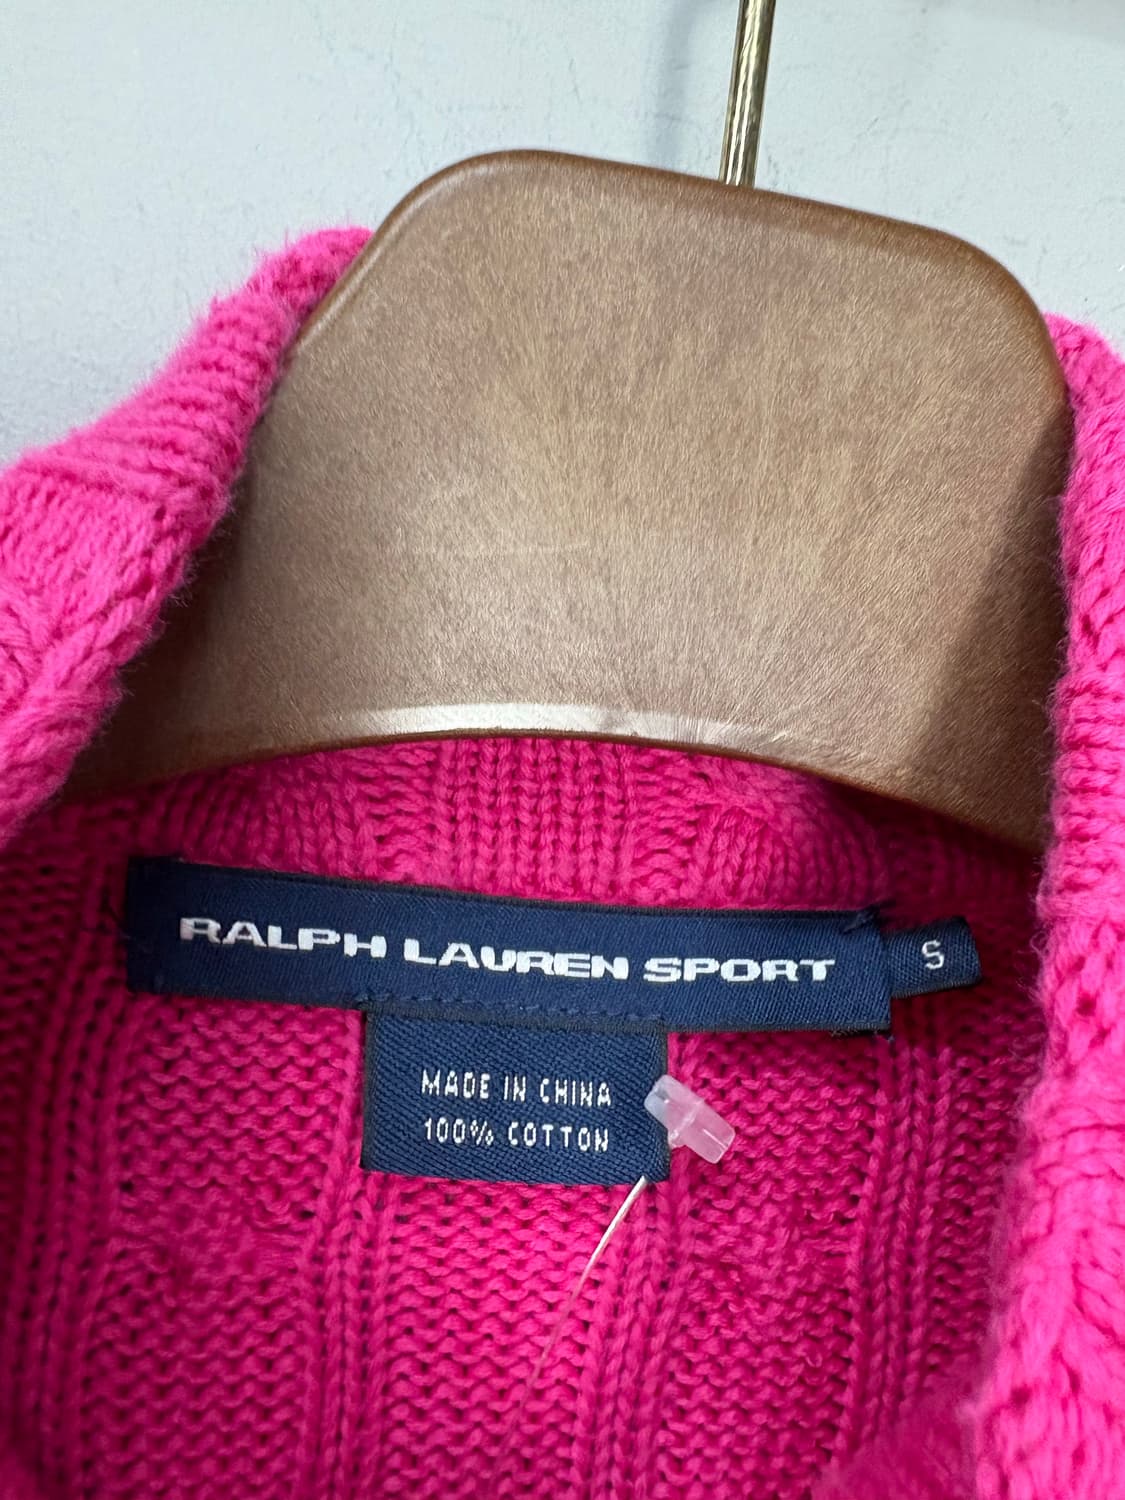 RALPH LAUREN SPORT
S
MADE IN CHINA
100% COTTON